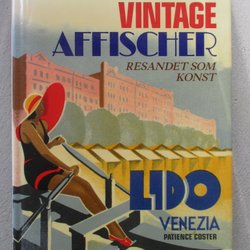 VINTAGE
AFFISCHER
RESANDET SOM
KONST
LIDO
VENEZIA
PATIENCE COSTER